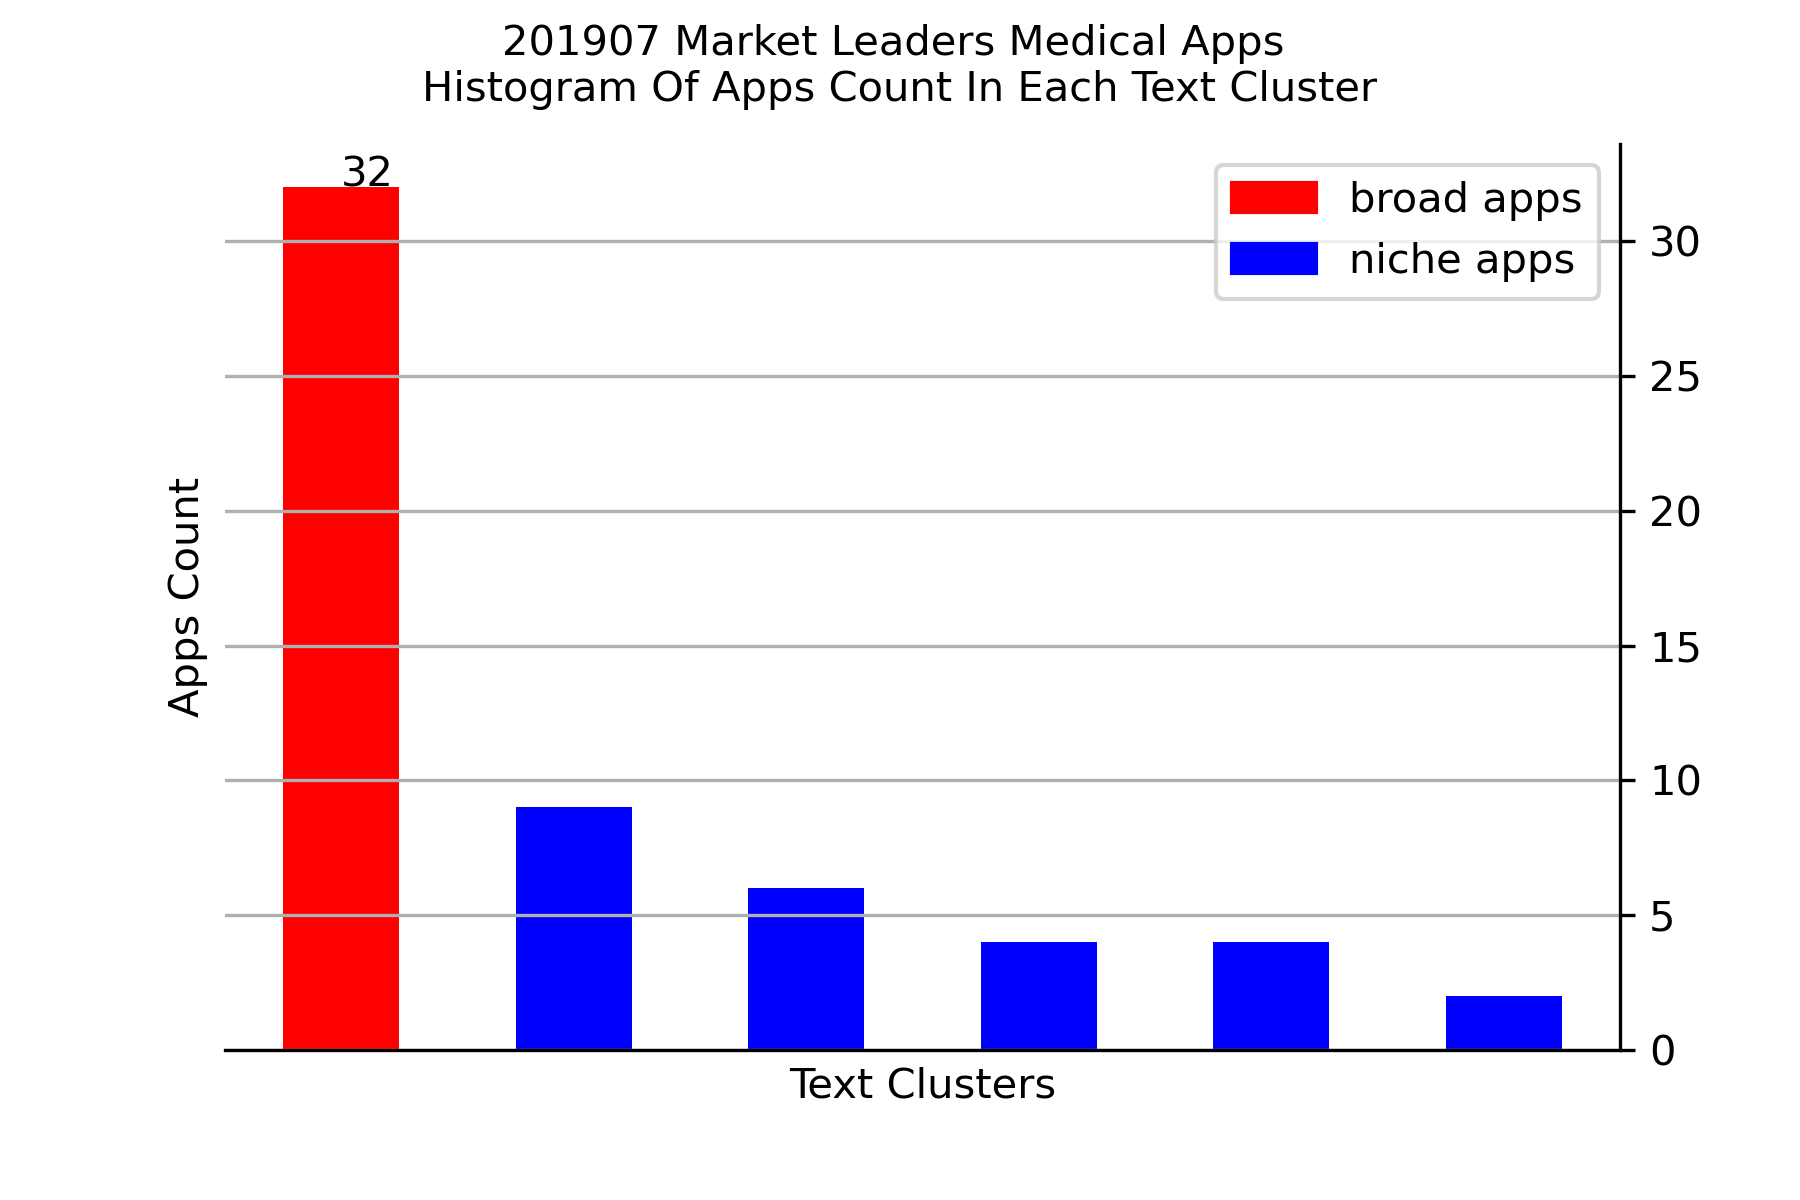 201907 Market Leaders Medical Apps
Histogram Of Apps Count In Each Text Cluster
32
broad apps
niche apps
30
25
20
15
10
5
0
Apps Count
Text Clusters